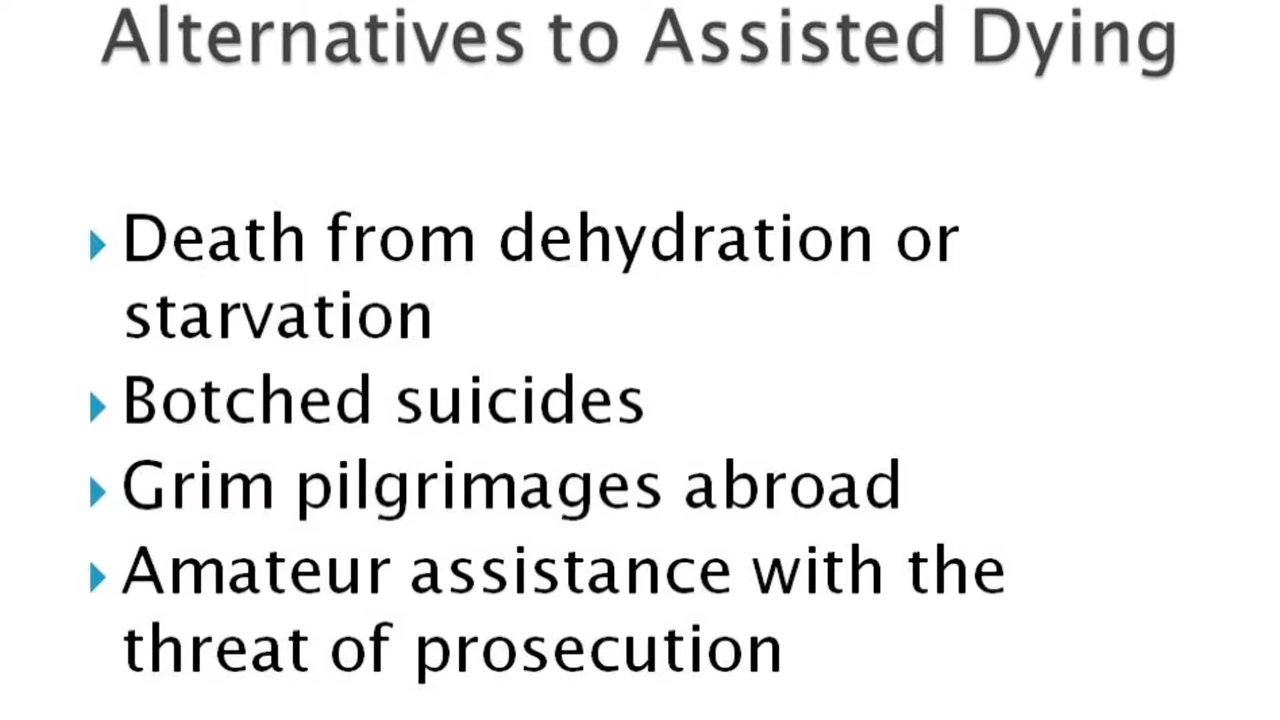 Alternatives to Assisted Dying
Death from dehydration or
starvation
Botched suicides
Grim pilgrimages abroad
Amateur assistance with the
threat of prosecution